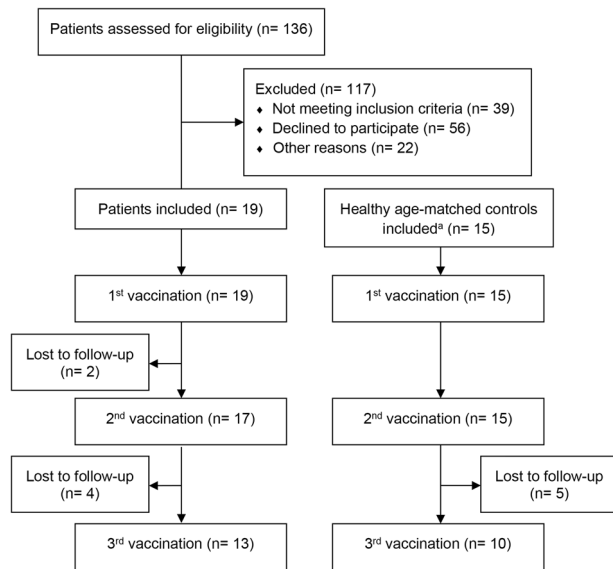 Patients assessed for eligibility (n= 136)
Excluded (n= 117)
♦ Not meeting inclusion criteria (n= 39)
♦ Declined to participate (n= 56)
♦ Other reasons (n= 22)
Patients included (n= 19)
Healthy age-matched controls
includedᵃ (n= 15)
1ˢᵗ vaccination (n= 19)
1ˢᵗ vaccination (n= 15)
Lost to follow-up
(n= 2)
2ⁿᵈ vaccination (n= 17)
2ⁿᵈ vaccination (n= 15)
Lost to follow-up
(n= 4)
Lost to follow-up
(n= 5)
3ʳᵈ vaccination (n= 13)
3ʳᵈ vaccination (n= 10)